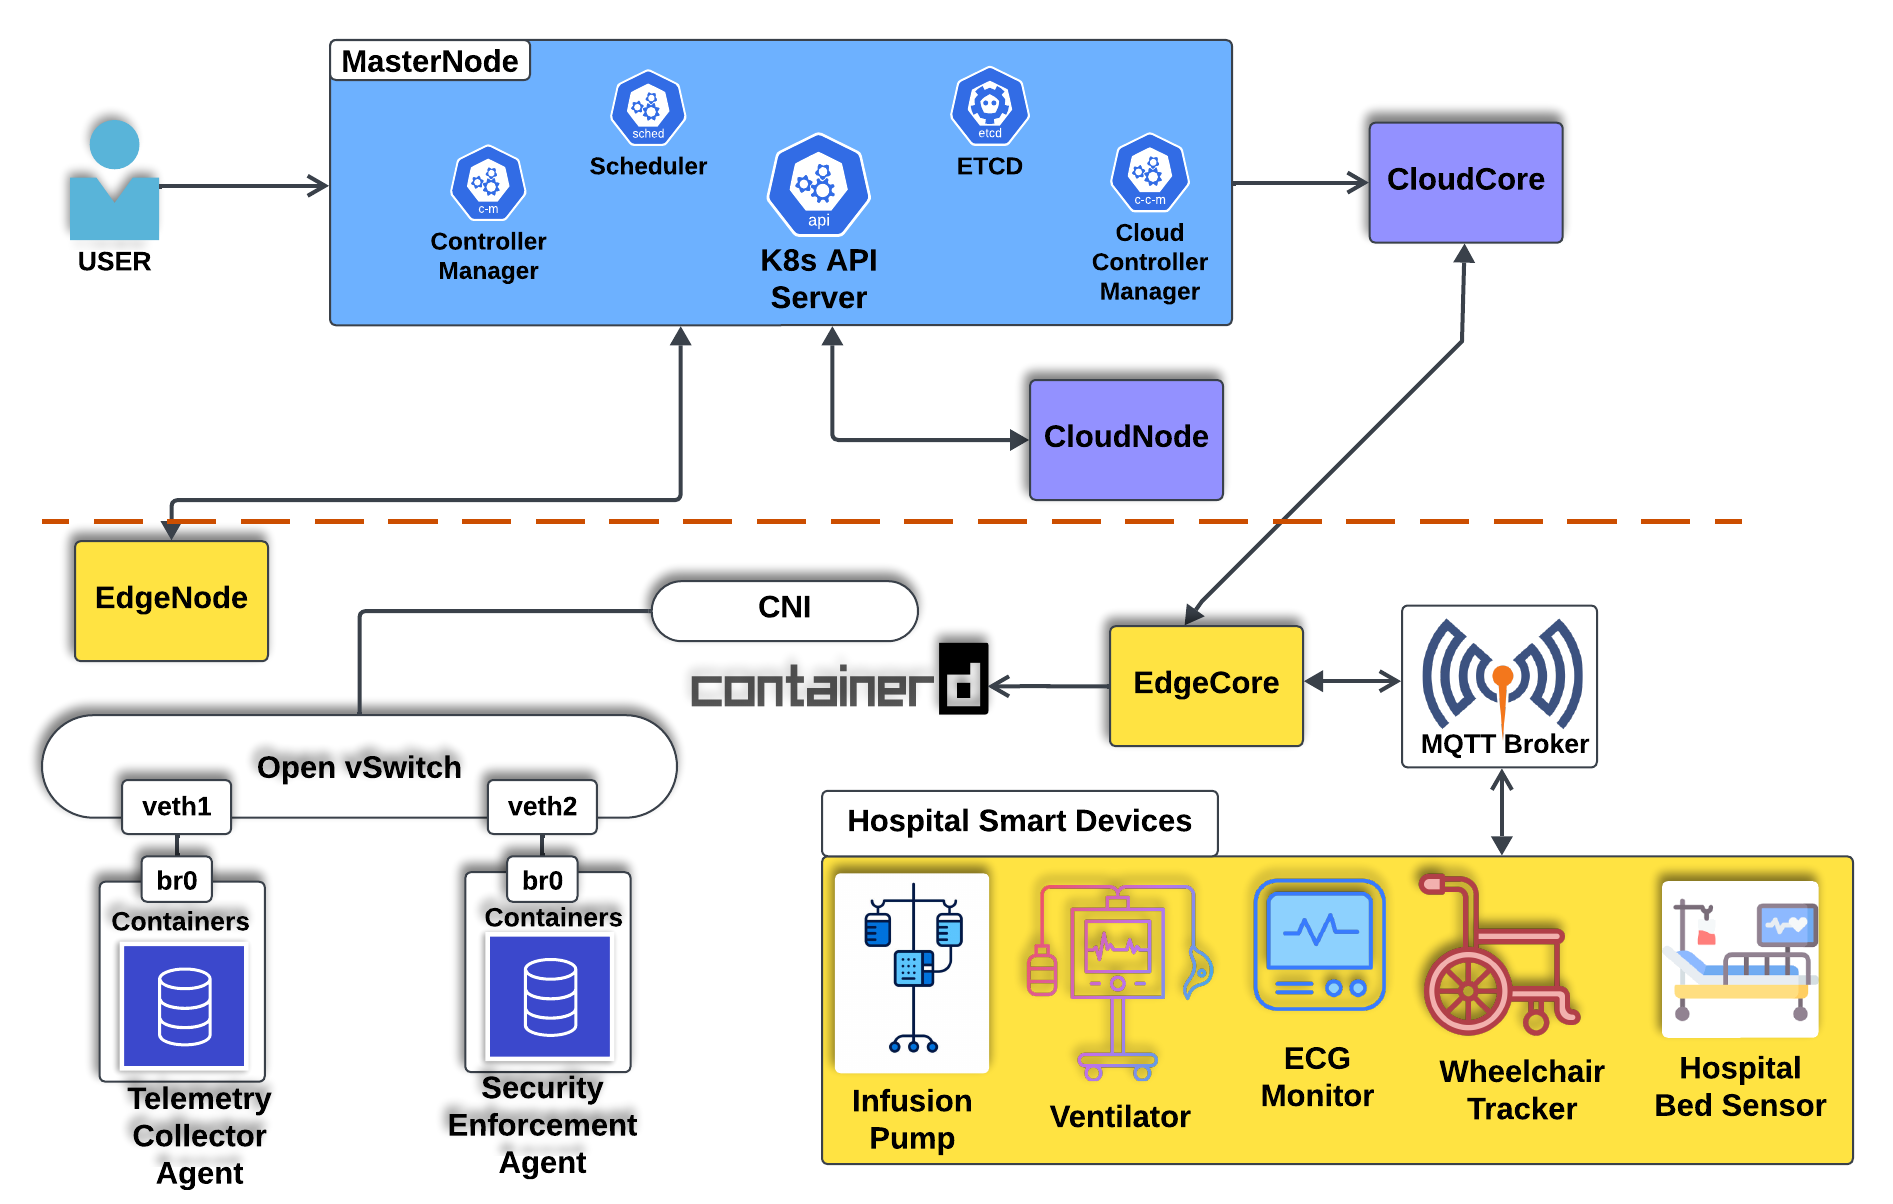 MasterNode
sched
Scheduler
etcd
ETCD
c-m
Controller
Manager
api
K8s API
Server
c-c-m
Cloud
Controller
Manager
USER
CloudCore
CloudNode
EdgeNode
CNI
containerd
EdgeCore
MQTT Broker
Open vSwitch
veth1
veth2
br0
Containers
Telemetry
Collector
Agent
br0
Containers
Security
Enforcement
Agent
Hospital Smart Devices
Infusion
Pump
Ventilator
ECG
Monitor
Wheelchair
Tracker
Hospital
Bed Sensor